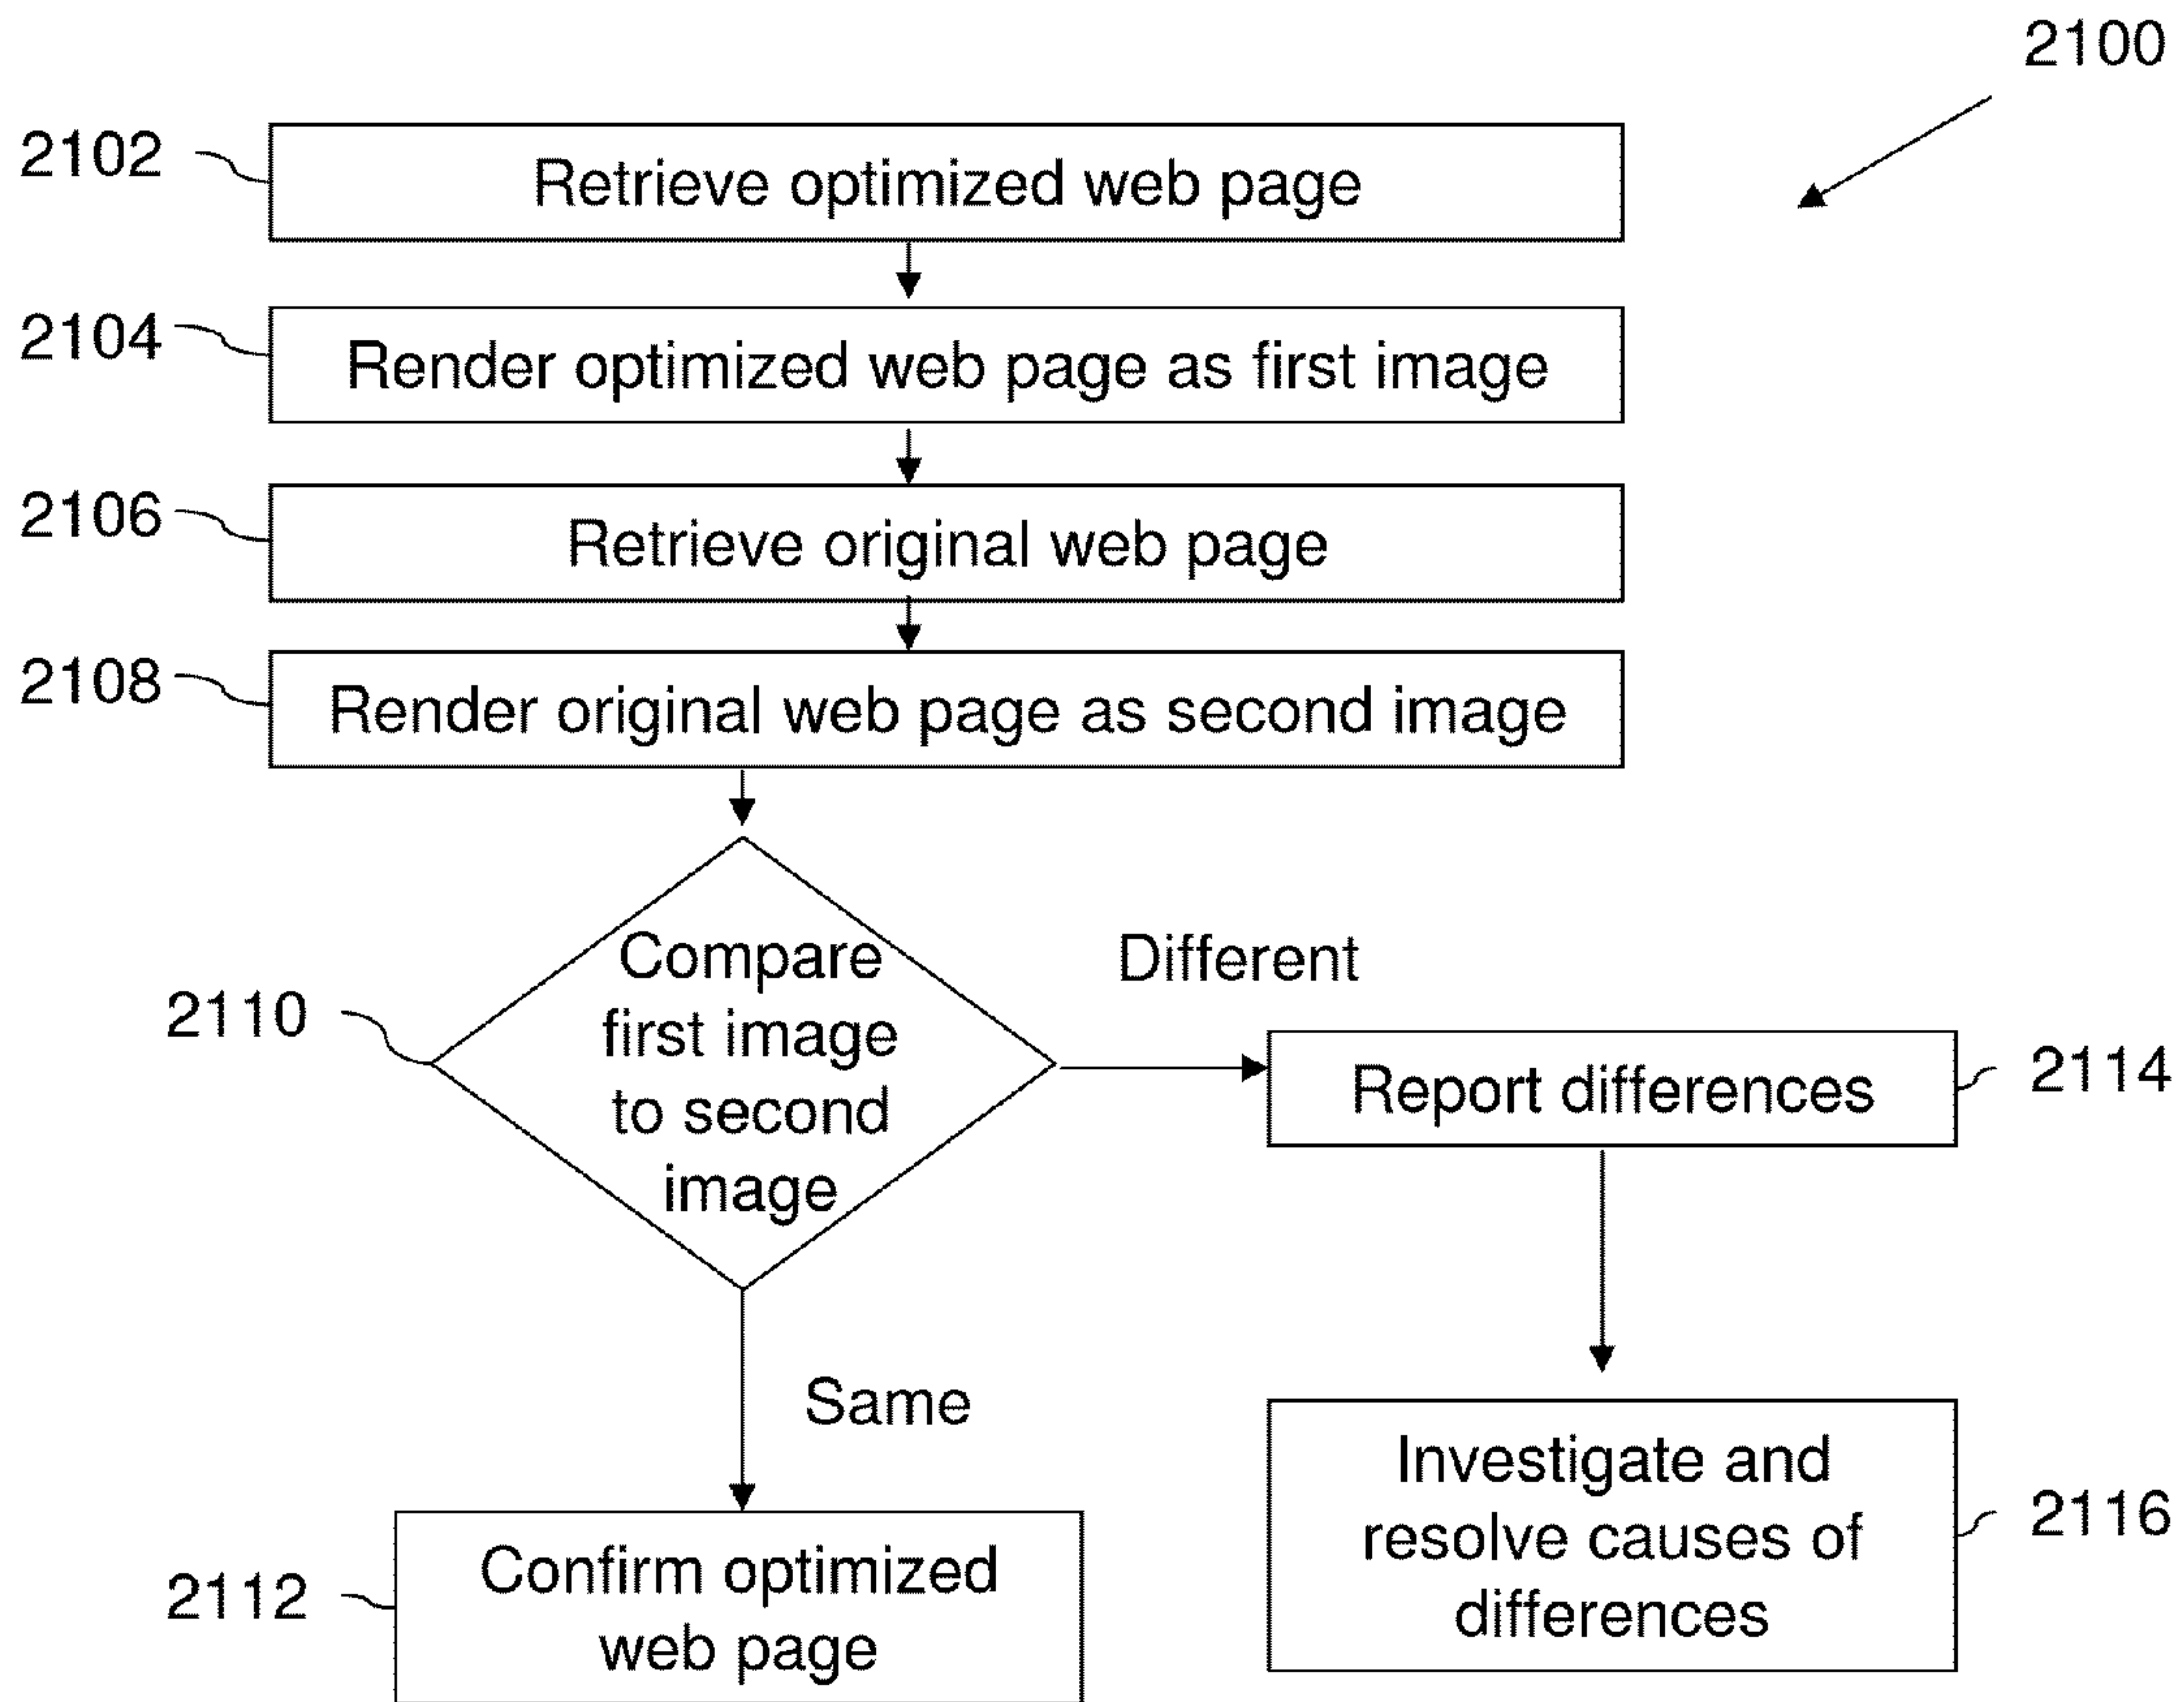 2100
2102
Retrieve optimized web page
2104
Render optimized web page as first image
2106
Retrieve original web page
2108
Render original web page as second image
2110
Compare
first image
to second
image
Different
Report differences
2114
Same
Investigate and
resolve causes of
differences
2116
2112
Confirm optimized
web page